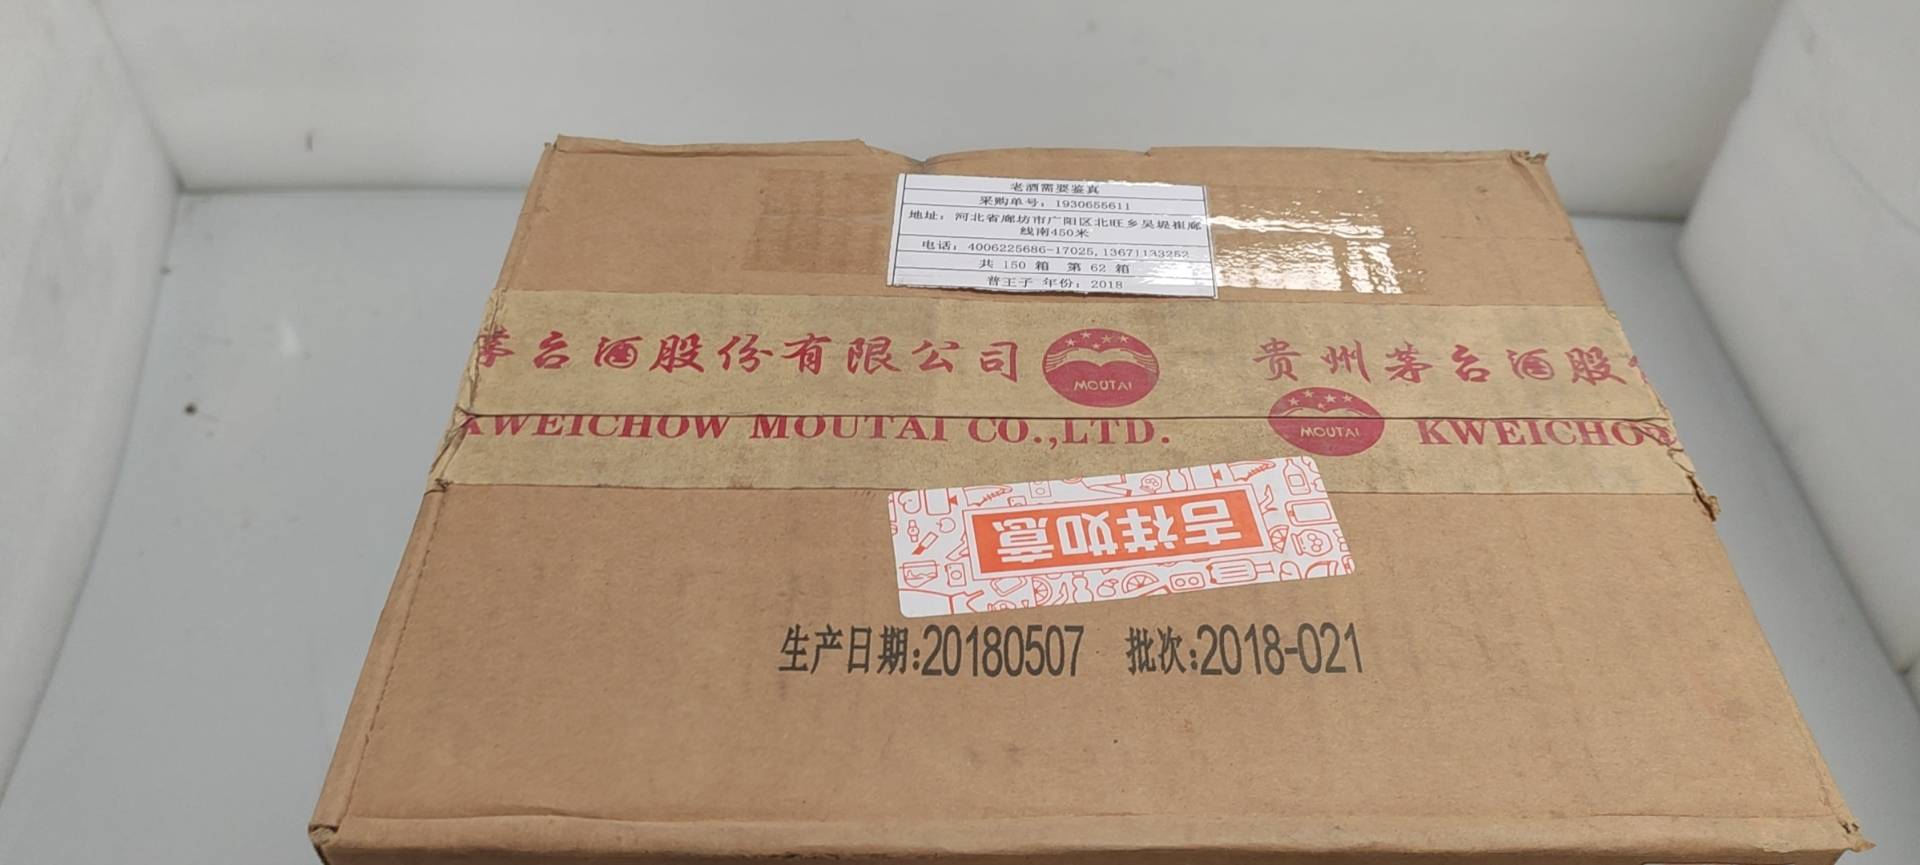 老酒需要鉴真
采购单号：1930655611
地址：河北省廊坊市广阳区北旺乡吴堤崔廊
线南450米
电话：4006225686-17025,13671133252
共 150 箱 第 62 箱
普王子 年份：2018
茅台酒股份有限公司 MOUTAI 贵州茅台酒股份
KWEICHOW MOUTAI CO.,LTD. MOUTAI KWEICHOW
吉祥如意
生产日期:20180507 批次:2018-021